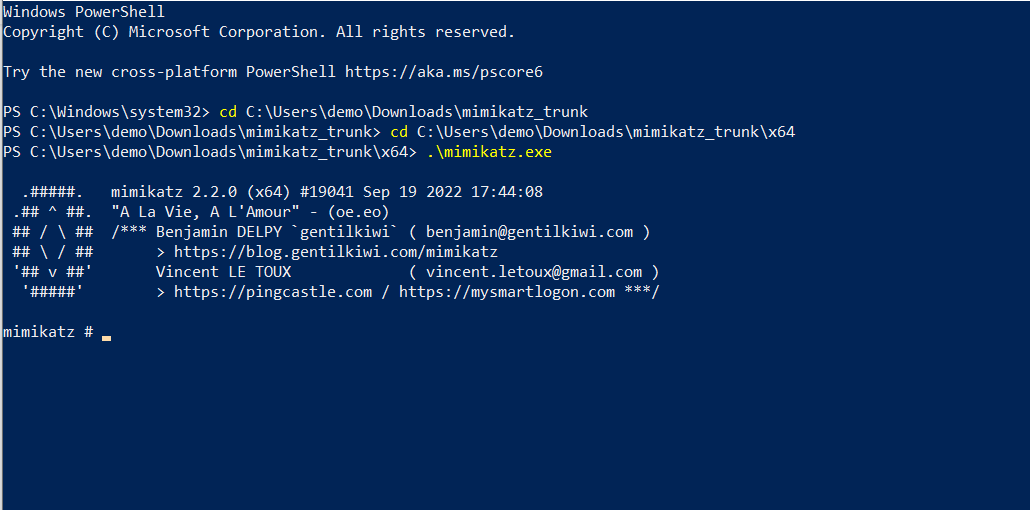 Windows PowerShell
Copyright (C) Microsoft Corporation. All rights reserved.
Try the new cross-platform PowerShell https://aka.ms/pscore6
PS C:\Windows\system32> cd C:\Users\demo\Downloads\mimikatz_trunk
PS C:\Users\demo\Downloads\mimikatz_trunk> cd C:\Users\demo\Downloads\mimikatz_trunk\x64
PS C:\Users\demo\Downloads\mimikatz_trunk\x64> .\mimikatz.exe
  .#####.   mimikatz 2.2.0 (x64) #19041 Sep 19 2022 17:44:08
 .## ^ ##.  "A La Vie, A L'Amour" - (oe.eo)
 ## / \ ##  /*** Benjamin DELPY `gentilkiwi` ( benjamin@gentilkiwi.com )
 ## \ / ##       > https://blog.gentilkiwi.com/mimikatz
 '## v ##'       Vincent LE TOUX             ( vincent.letoux@gmail.com )
  '#####'        > https://pingcastle.com / https://mysmartlogon.com ***/
mimikatz #